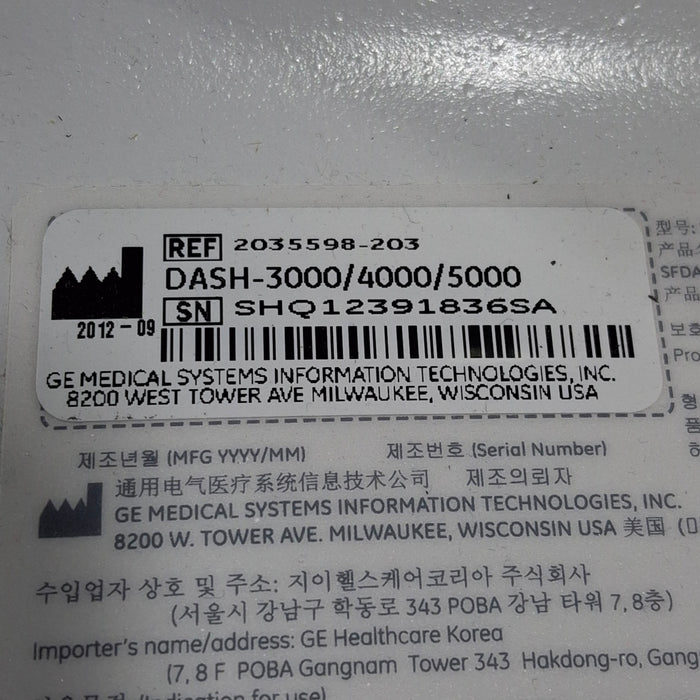 REF 2035598-203
DASH-3000/4000/5000
SN SHQ12391836SA
2012-09
GE MEDICAL SYSTEMS INFORMATION TECHNOLOGIES, INC.
8200 WEST TOWER AVE MILWAUKEE, WISCONSIN USA
型号:
产品
SFDA
产品
Pro
제조년월 (MFG YYYY/MM) 제조번호 (Serial Number)
通用电气医疗系统信息技术公司 제조의뢰자
GE MEDICAL SYSTEMS INFORMATION TECHNOLOGIES, INC.
8200 W. TOWER AVE. MILWAUKEE, WISCONSIN USA 美国
수입업자 상호 및 주소: 지이헬스케어코리아 주식회사
(서울시 강남구 학동로 343 POBA 강남 타워 7, 8층)
Importer's name/address: GE Healthcare Korea
(7, 8 F POBA Gangnam Tower 343 Hakdong-ro, Gang
(Indication for use)